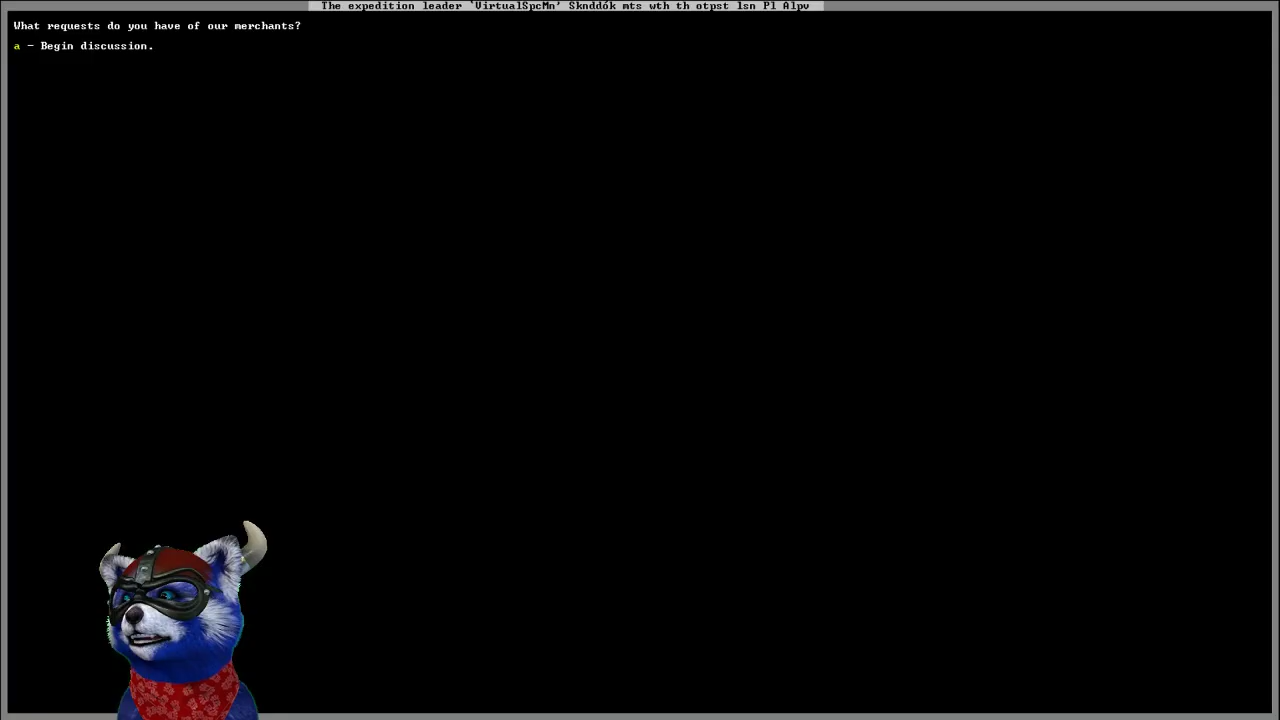 The expedition leader `VirtualSpcMn' Sknddók mts wth th otpst lsn Pl Alpv
What requests do you have of our merchants?
a - Begin discussion.